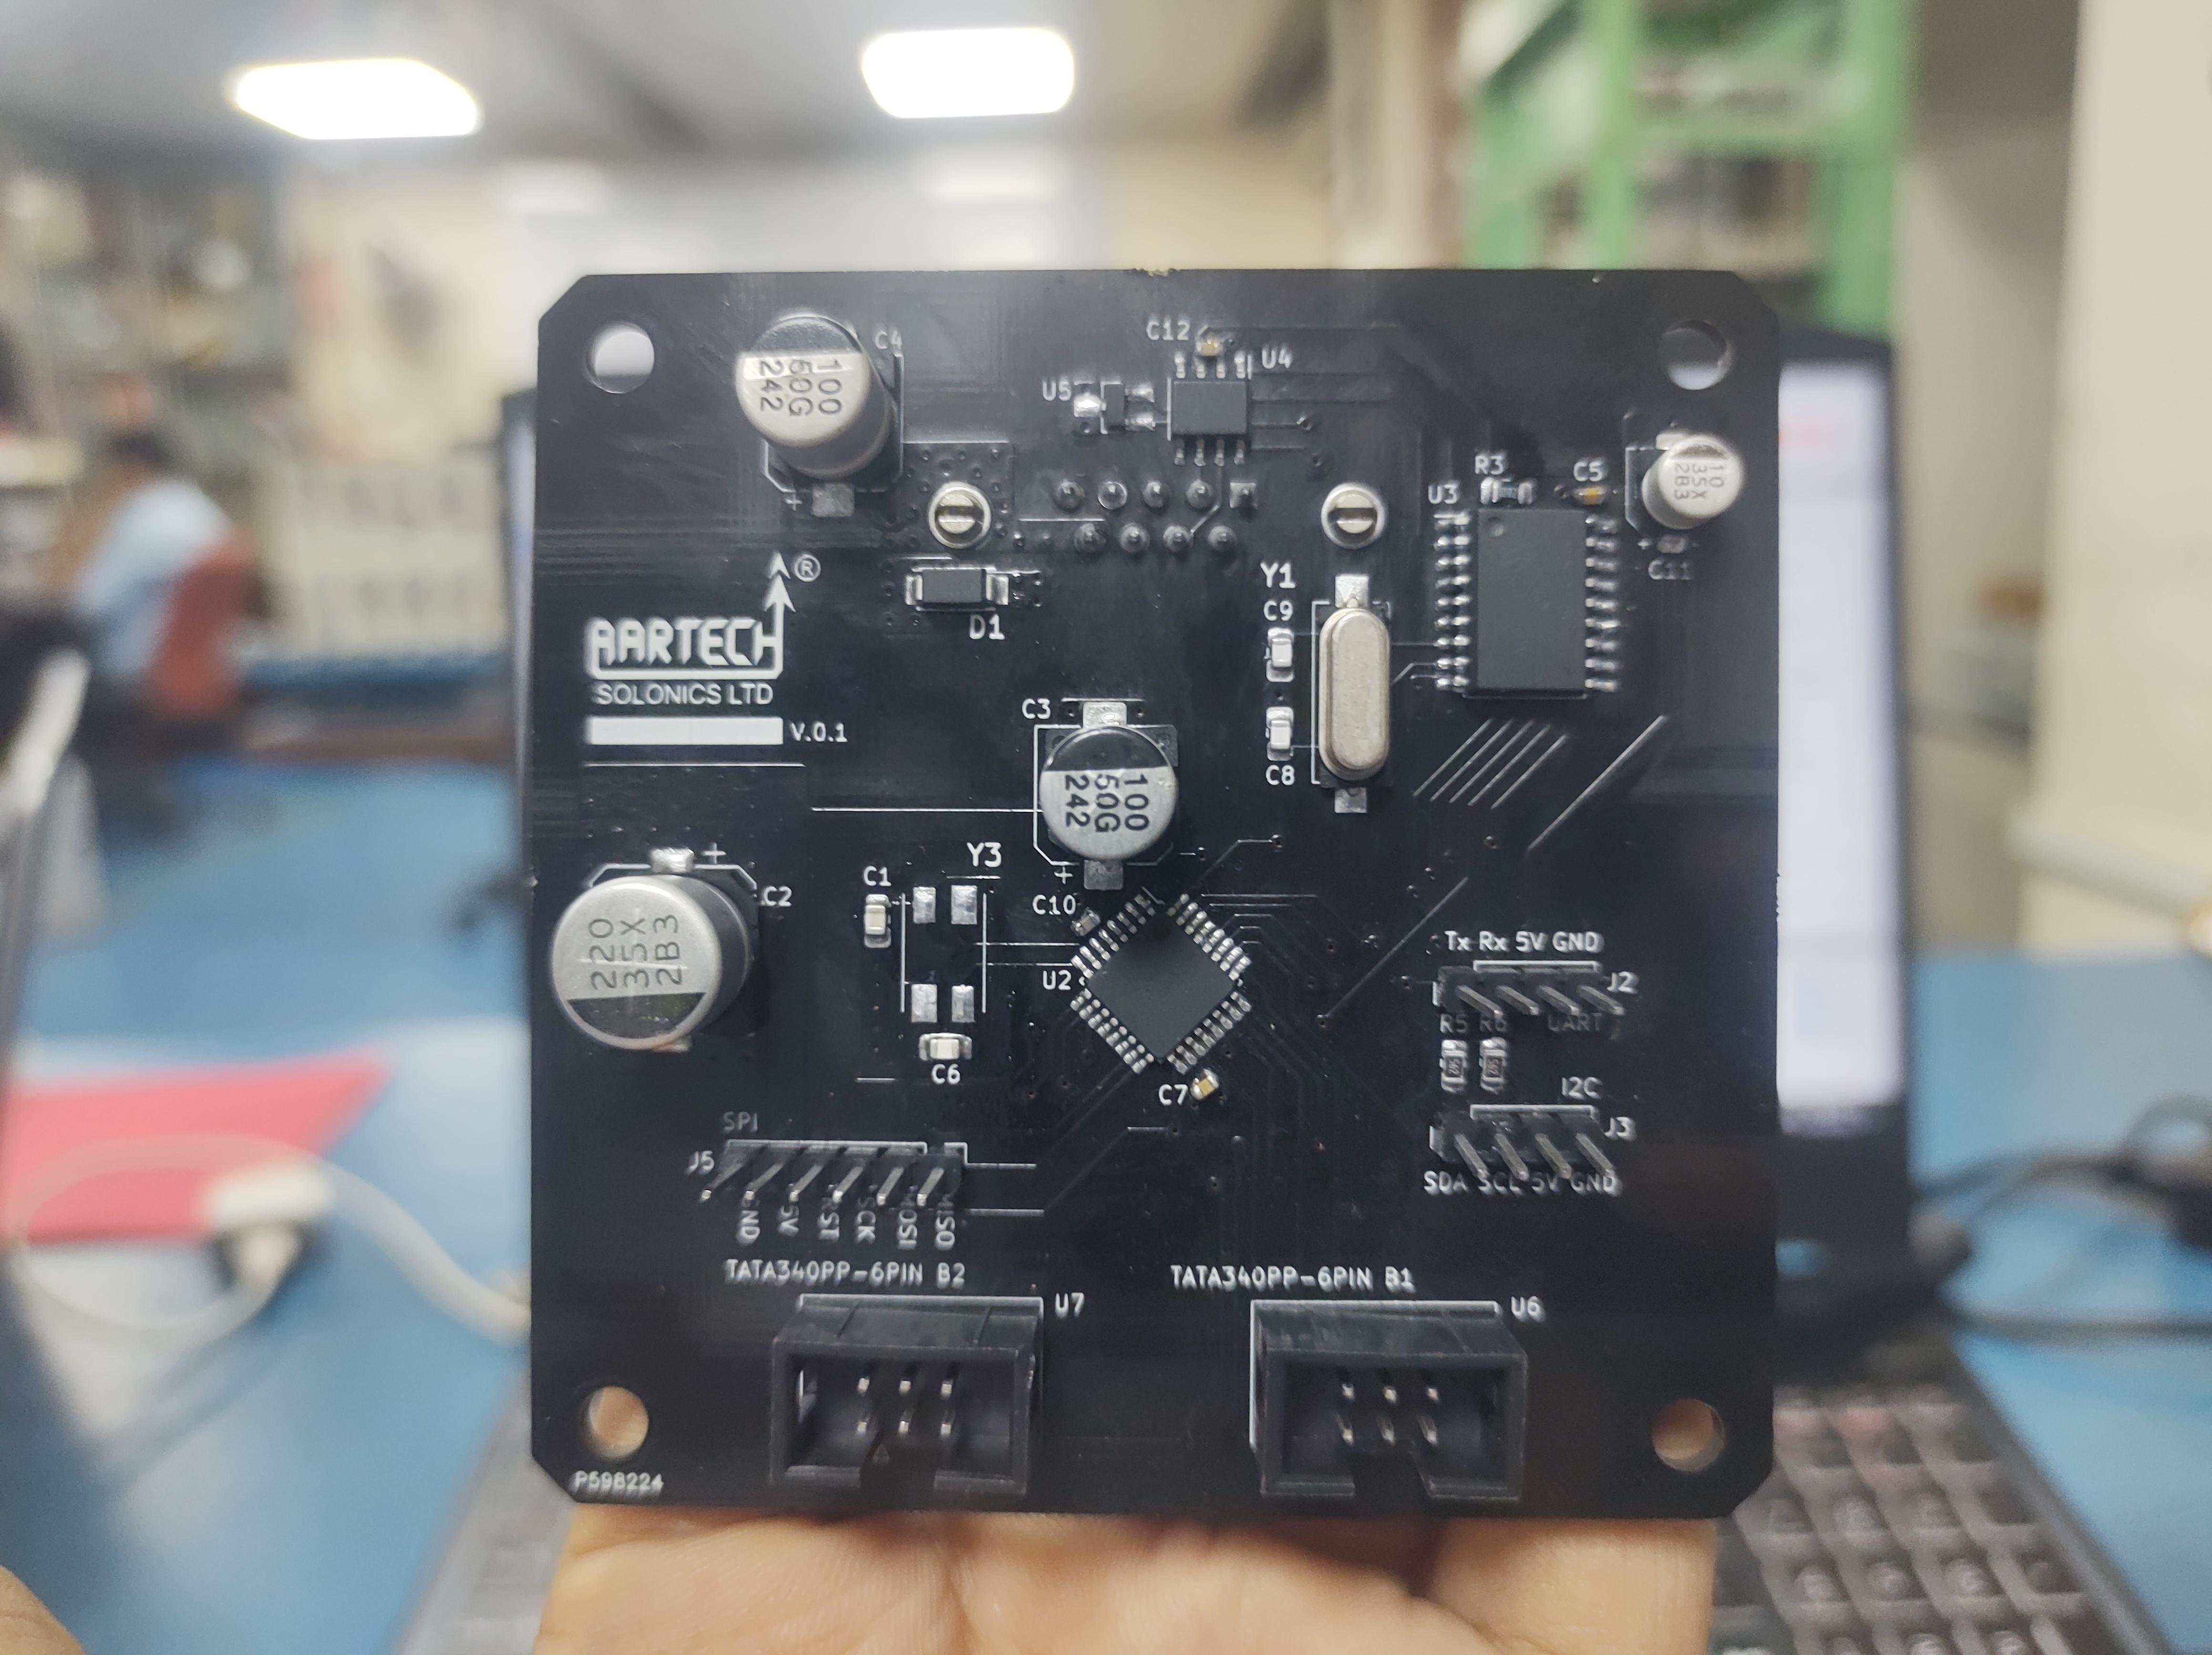 C4
100
50G
242
C12
U4
U5
R3
C5
U3
10
35X
2B3
C11
®
AARTECH
SOLONICS LTD
V.0.1
D1
Y1
C9
C8
C3
100
50G
242
+
Y3
C1
C10
+
C2
220
35X
2B3
U2
C6
C7
Tx Rx 5V GND
J2
R5 R6 UART
I2C
J3
SDA SCL 5V GND
SPI
J5
GND
5V
RST
SCK
MOSI
MISO
TATA340PP-6PIN B2
U7
TATA340PP-6PIN B1
U6
P598224